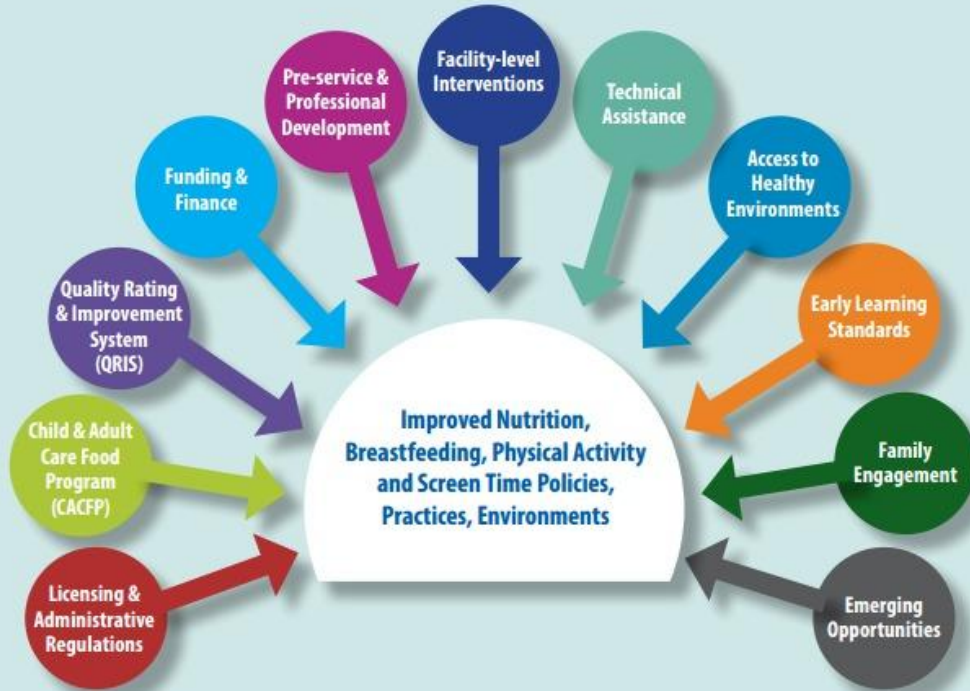 Licensing &
Administrative
Regulations
Child & Adult
Care Food
Program
(CACFP)
Quality Rating
& Improvement
System
(QRIS)
Funding &
Finance
Pre-service &
Professional
Development
Facility-level
Interventions
Technical
Assistance
Access to
Healthy
Environments
Early Learning
Standards
Family
Engagement
Emerging
Opportunities
Improved Nutrition,
Breastfeeding, Physical Activity
and Screen Time Policies,
Practices, Environments